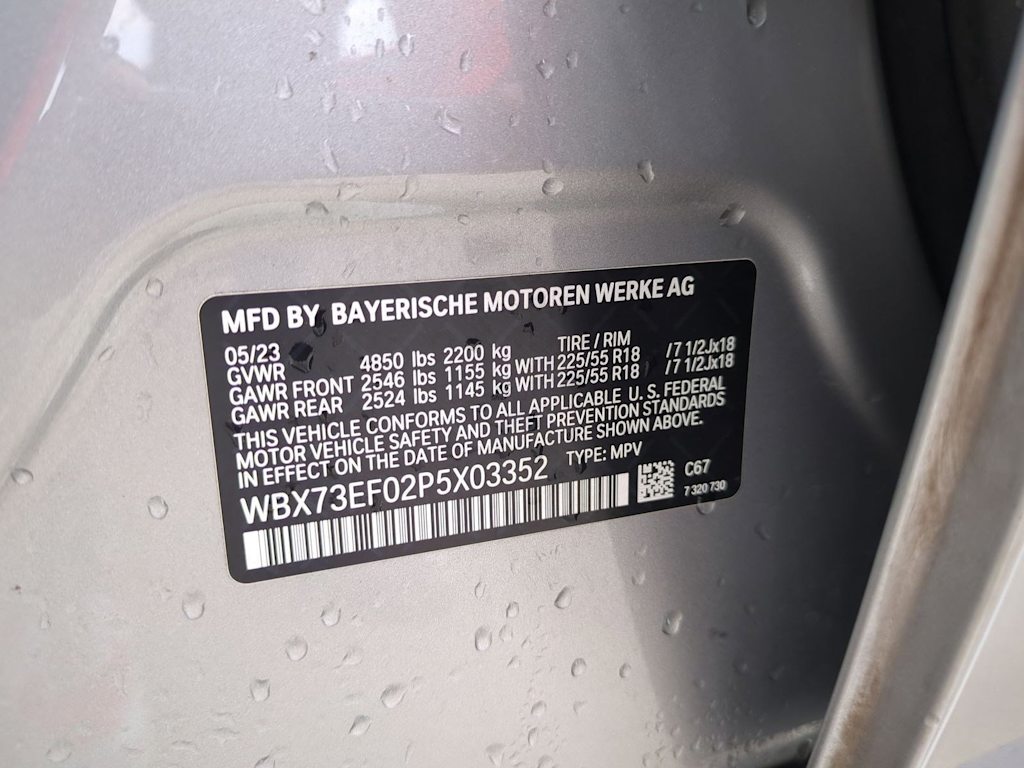 MFD BY BAYERISCHE MOTOREN WERKE AG
05/23 TIRE / RIM
GVWR 4850 lbs 2200 kg
GAWR FRONT 2546 lbs 1155 kg WITH 225/55 R18 /7 1/2Jx18
GAWR REAR 2524 lbs 1145 kg WITH 225/55 R18 /7 1/2Jx18
THIS VEHICLE CONFORMS TO ALL APPLICABLE U. S. FEDERAL
MOTOR VEHICLE SAFETY AND THEFT PREVENTION STANDARDS
IN EFFECT ON THE DATE OF MANUFACTURE SHOWN ABOVE.
WBX73EF02P5X03352 TYPE: MPV
C67
7 320 730